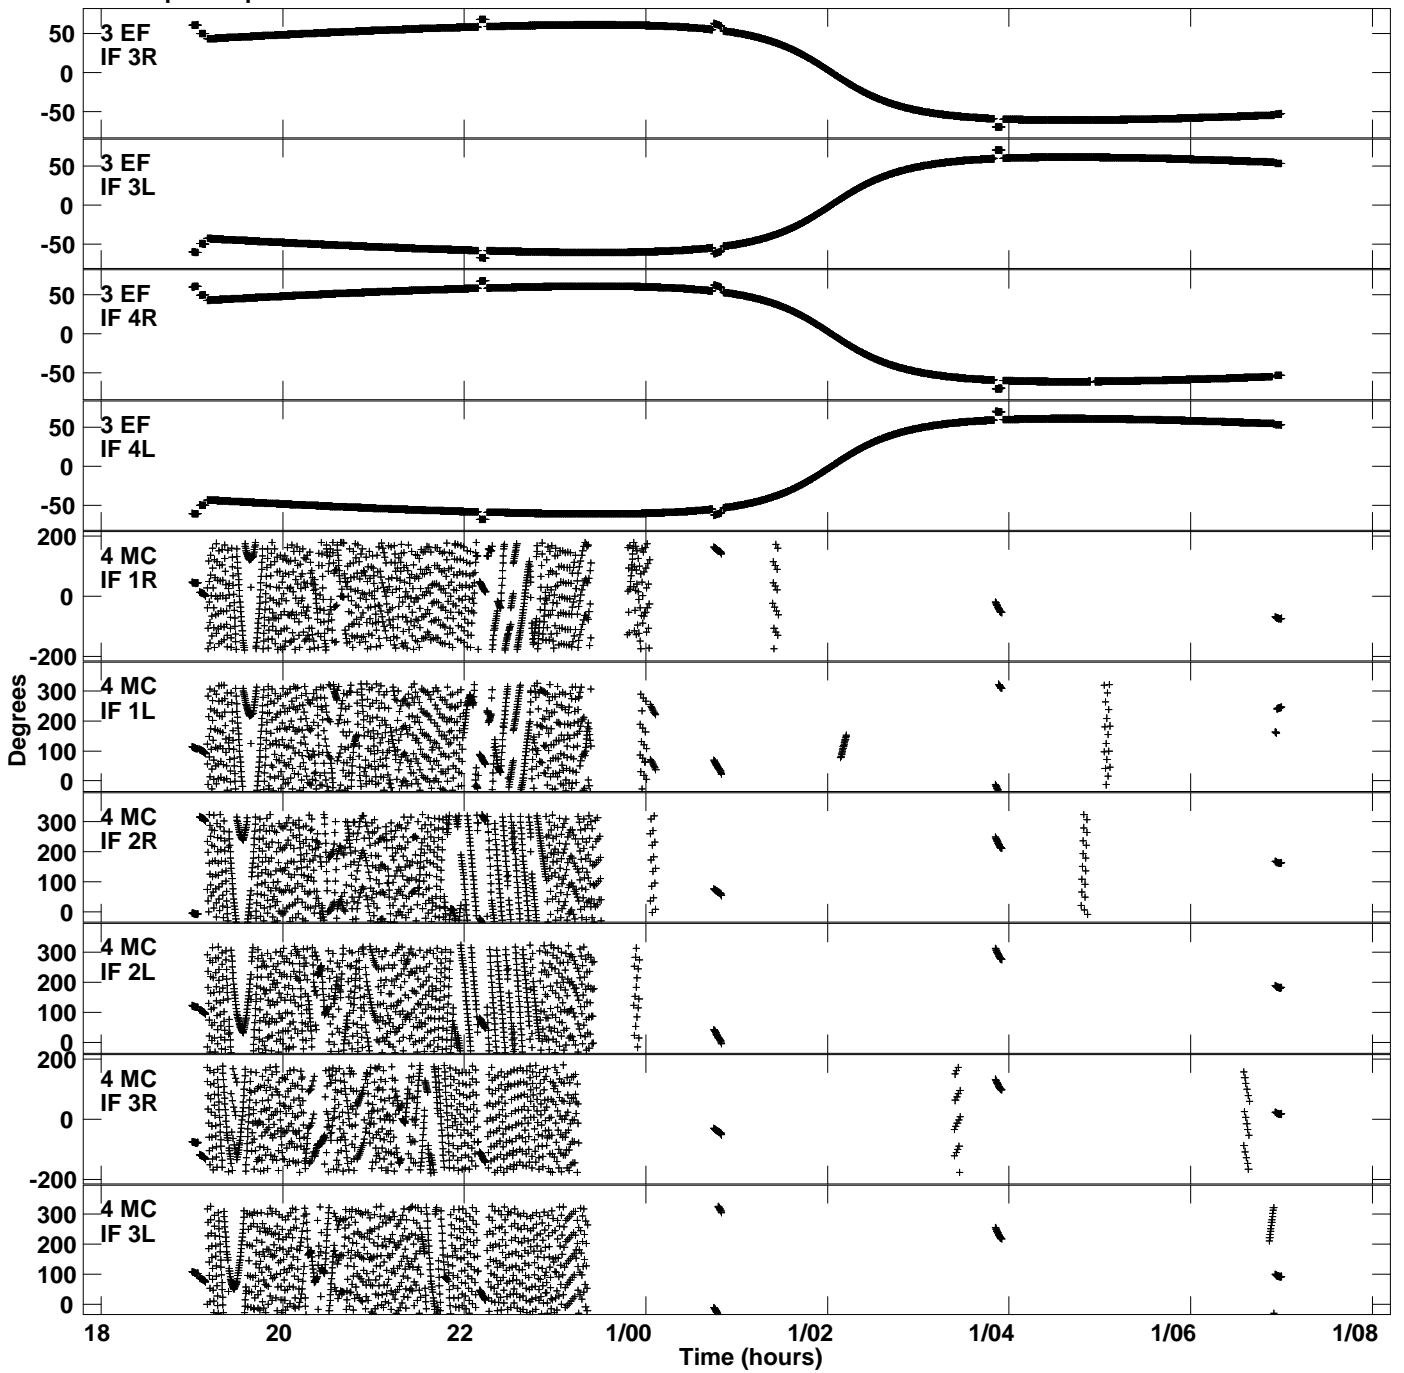 50
0
-50
3 EF
IF 3R
50
0
-50
3 EF
IF 3L
50
0
-50
3 EF
IF 4R
50
0
-50
3 EF
IF 4L
200
0
-200
4 MC
IF 1R
300
200
100
0
4 MC
IF 1L
300
200
100
0
4 MC
IF 2R
300
200
100
0
4 MC
IF 2L
200
0
-200
4 MC
IF 3R
300
200
100
0
4 MC
IF 3L
Degrees
18 20 22 1/00 1/02 1/04 1/06 1/08
Time (hours)